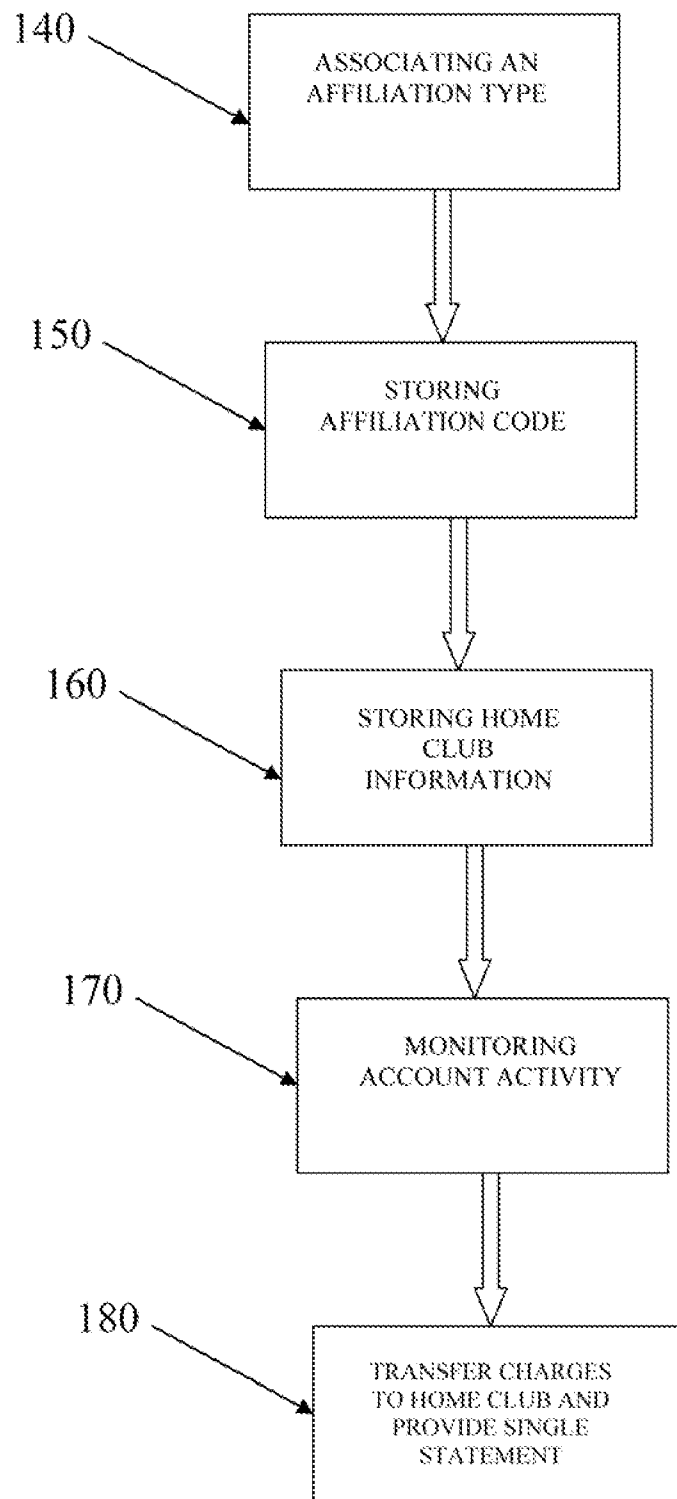 140
ASSOCIATING AN
AFFILIATION TYPE
150
STORING
AFFILIATION CODE
160
STORING HOME
CLUB
INFORMATION
170
MONITORING
ACCOUNT ACTIVITY
180
TRANSFER CHARGES
TO HOME CLUB AND
PROVIDE SINGLE
STATEMENT